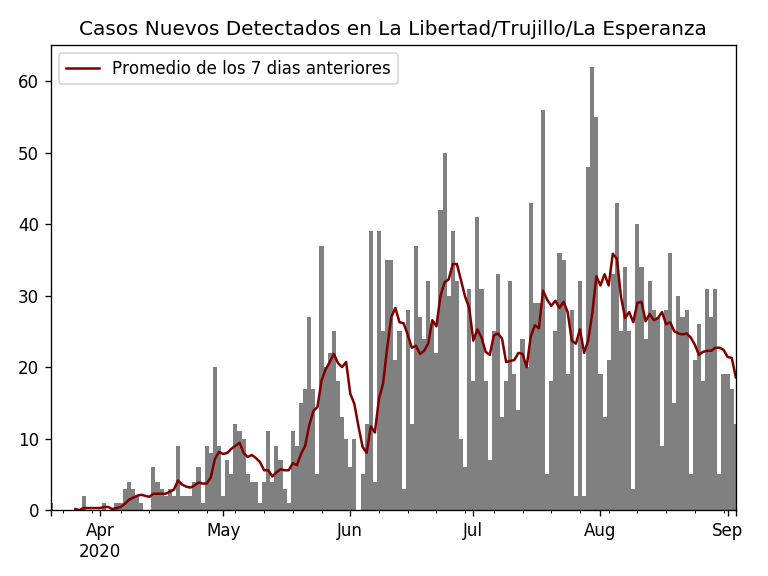 Casos Nuevos Detectados en La Libertad/Trujillo/La Esperanza
Promedio de los 7 dias anteriores
60
50
40
30
20
10
0
Apr May Jun Jul Aug Sep
2020